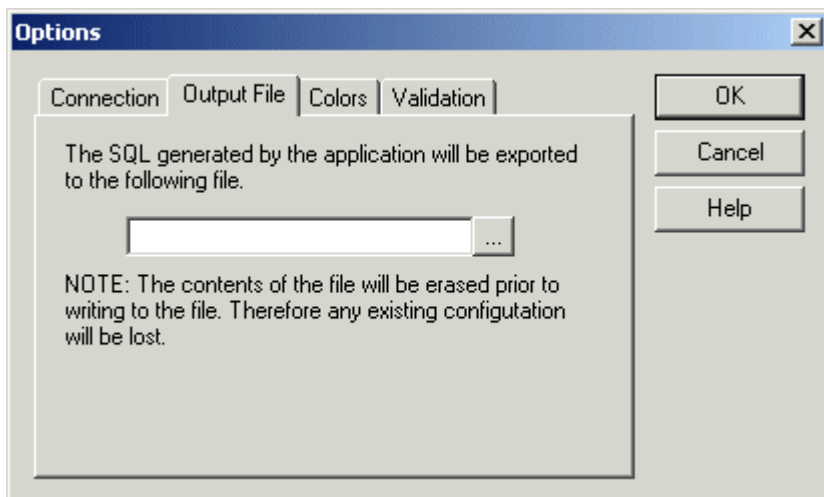 Options
Connection Output File Colors Validation
OK
Cancel
Help
The SQL generated by the application will be exported
to the following file.
...
NOTE: The contents of the file will be erased prior to
writing to the file. Therefore any existing configutation
will be lost.